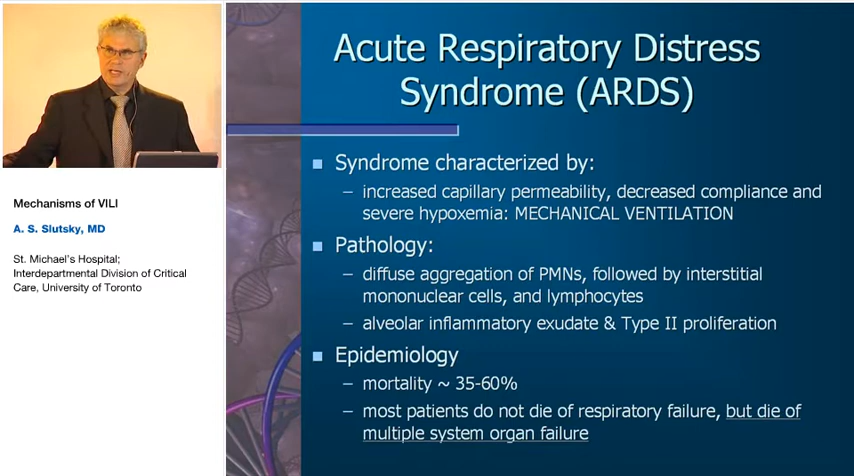 Acute Respiratory Distress
Syndrome (ARDS)
Syndrome characterized by:
– increased capillary permeability, decreased compliance and
severe hypoxemia: MECHANICAL VENTILATION
Pathology:
– diffuse aggregation of PMNs, followed by interstitial
mononuclear cells, and lymphocytes
– alveolar inflammatory exudate & Type II proliferation
Epidemiology
– mortality ~ 35-60%
– most patients do not die of respiratory failure, but die of
multiple system organ failure
Mechanisms of VILI
A. S. Slutsky, MD
St. Michael's Hospital;
Interdepartmental Division of Critical
Care, University of Toronto